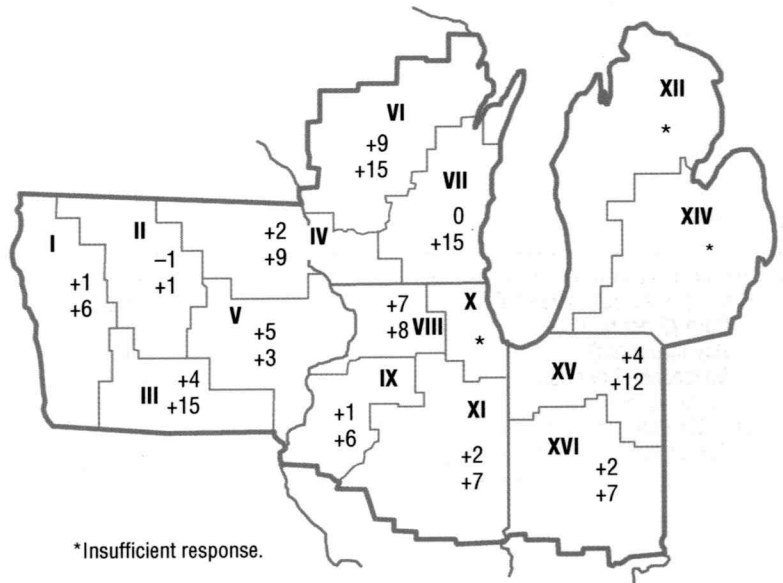 XII
*
VI
+9
+15
VII
0
+15
XIV
*
I
+1
+6
II
–1
+1
+2
+9
IV
V
+5
+3
III
+4
+15
+7
+8
VIII
X
*
IX
+1
+6
XI
+2
+7
XV
+4
+12
XVI
+2
+7
*Insufficient response.